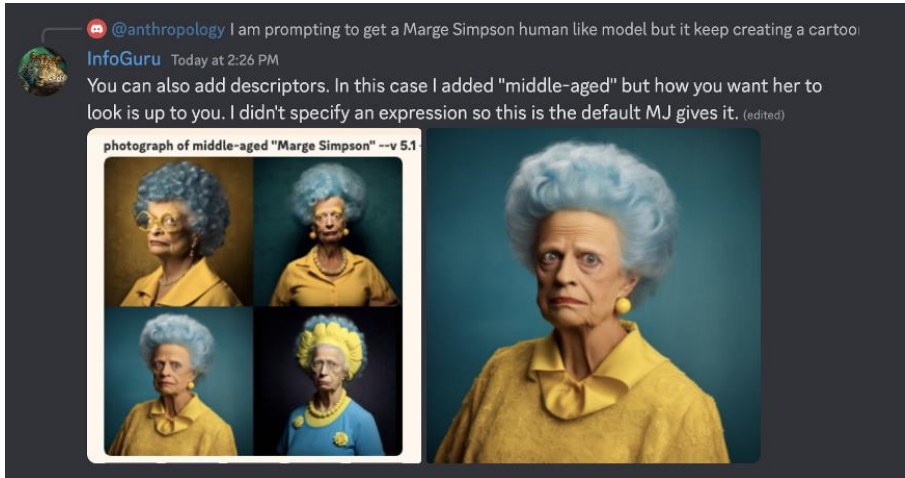 @anthropology I am prompting to get a Marge Simpson human like model but it keep creating a cartoo
InfoGuru Today at 2:26 PM
You can also add descriptors. In this case I added "middle-aged" but how you want her to
look is up to you. I didn't specify an expression so this is the default MJ gives it. (edited)
photograph of middle-aged "Marge Simpson" --v 5.1